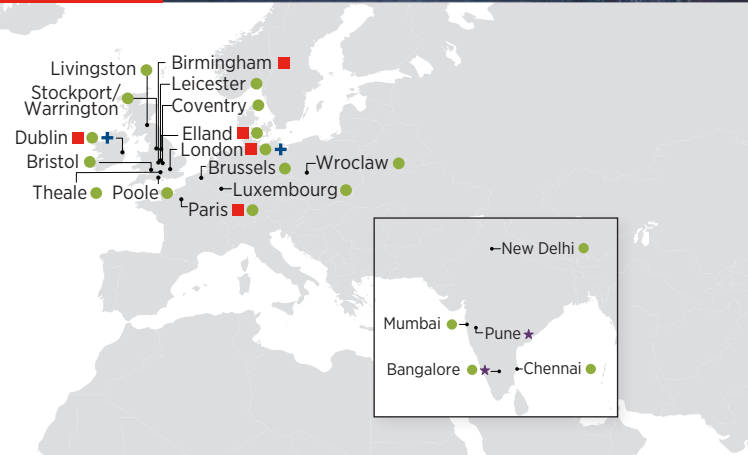 Birmingham
Livingston
Leicester
Stockport/
Warrington
Coventry
Dublin
Elland
London
Bristol
Brussels
Wroclaw
Theale
Poole
Luxembourg
Paris
New Delhi
Mumbai
Pune
Bangalore
Chennai